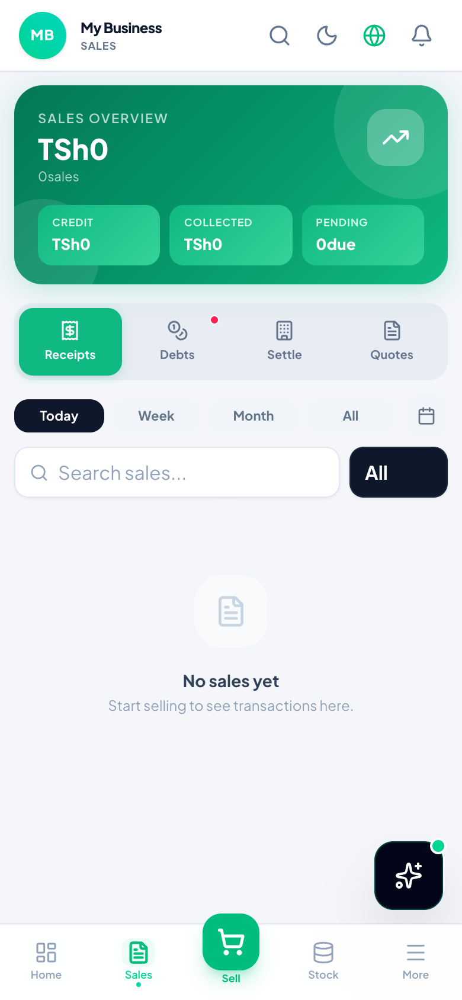 MB
My Business
SALES
SALES OVERVIEW
TSh0
0sales
CREDIT
TSh0
COLLECTED
TSh0
PENDING
0due
Receipts
Debts
Settle
Quotes
Today
Week
Month
All
Search sales...
All
No sales yet
Start selling to see transactions here.
Home
Sales
Sell
Stock
More